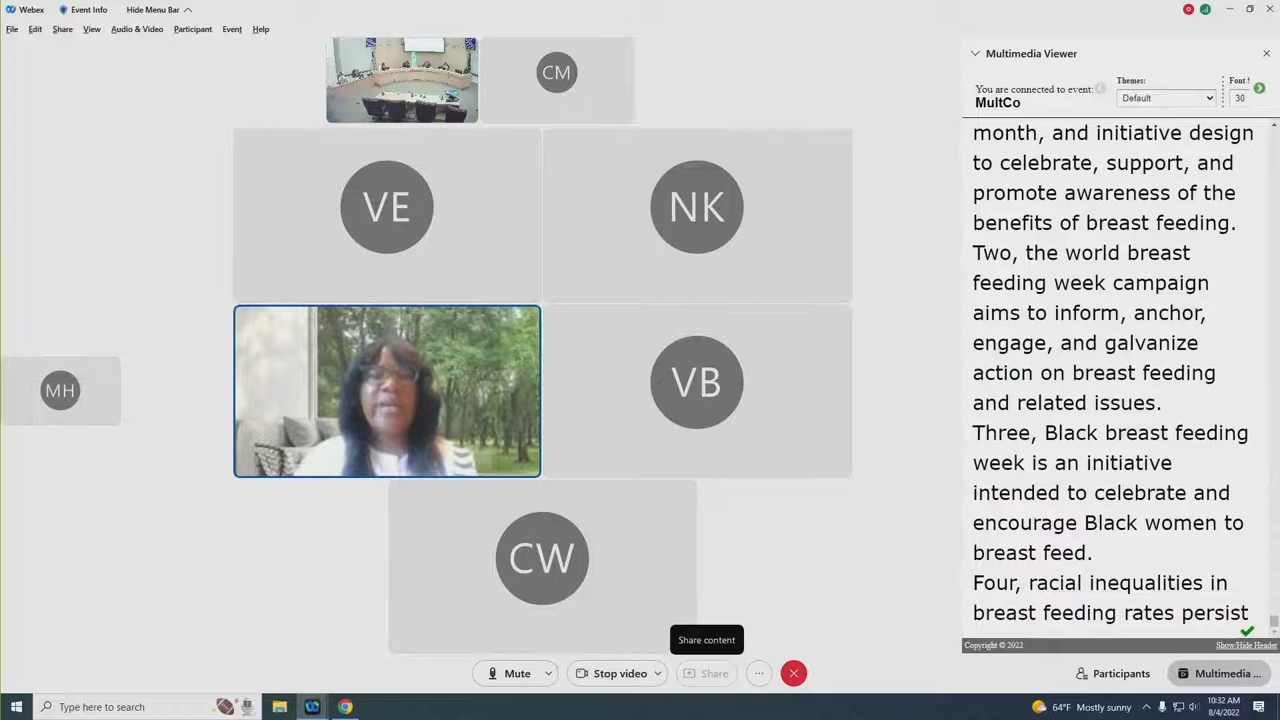 Webex
Event Info
Hide Menu Bar
File
Edit
Share
View
Audio & Video
Participant
Event
Help
CM
VE
NK
MH
VB
CW
Share content
Mute
Stop video
Share
Participants
Multimedia ...
Multimedia Viewer
You are connected to event:
MultCo
Themes:
Default
Font S
30
month, and initiative design
to celebrate, support, and
promote awareness of the
benefits of breast feeding.
Two, the world breast
feeding week campaign
aims to inform, anchor,
engage, and galvanize
action on breast feeding
and related issues.
Three, Black breast feeding
week is an initiative
intended to celebrate and
encourage Black women to
breast feed.
Four, racial inequalities in
breast feeding rates persist
Copyright © 2022
Show/Hide Header
Type here to search
64°F Mostly sunny
10:32 AM
8/4/2022